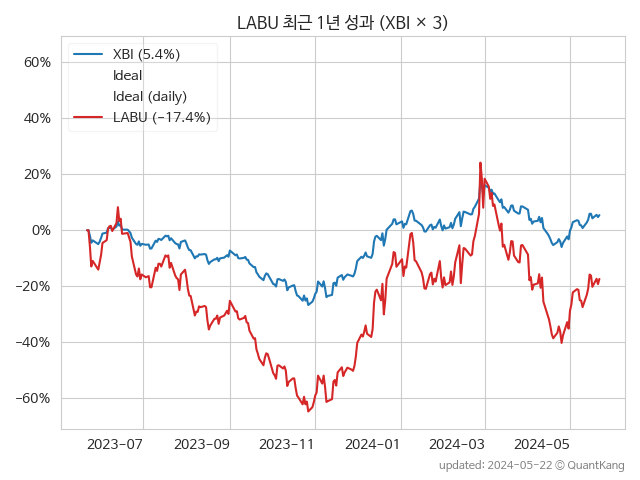 LABU 최근 1년 성과 (XBI × 3)
XBI (5.4%)
Ideal
Ideal (daily)
LABU (−17.4%)
60%
40%
20%
0%
−20%
−40%
−60%
2023−07
2023−09
2023−11
2024−01
2024−03
2024−05
updated: 2024-05-22 © QuantKang